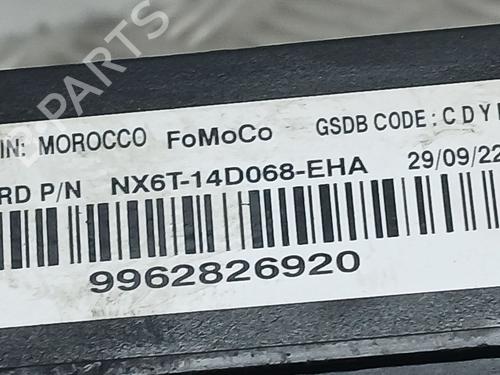 B PARTS
IN: MOROCCO FoMoCo GSDB CODE : C D Y
RD P/N NX6T-14D068-EHA 29/09/22
9962826920